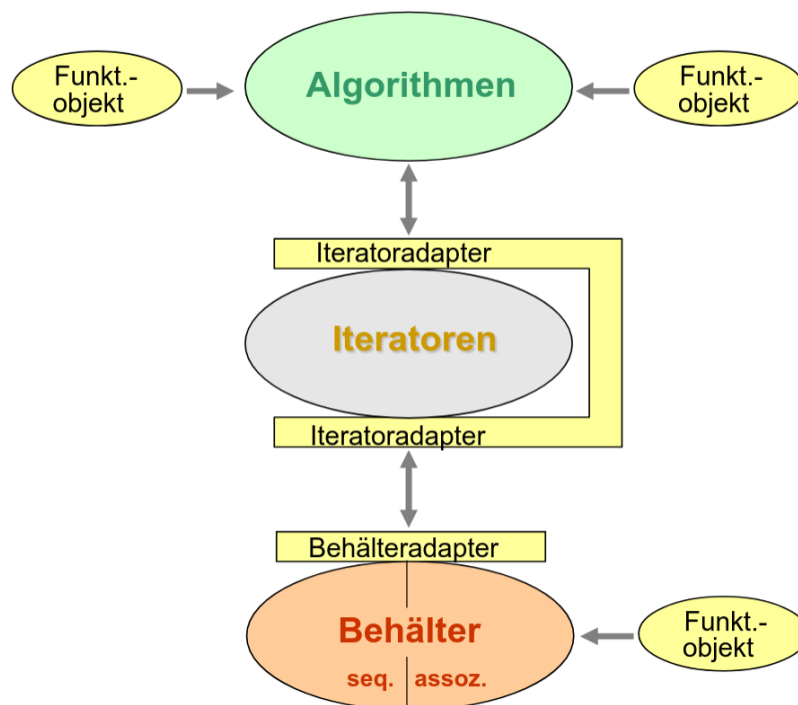 Funkt.-
objekt
Algorithmen
Funkt.-
objekt
Iteratoradapter
Iteratoren
Iteratoradapter
Behälteradapter
Behälter
seq. assoz.
Funkt.-
objekt